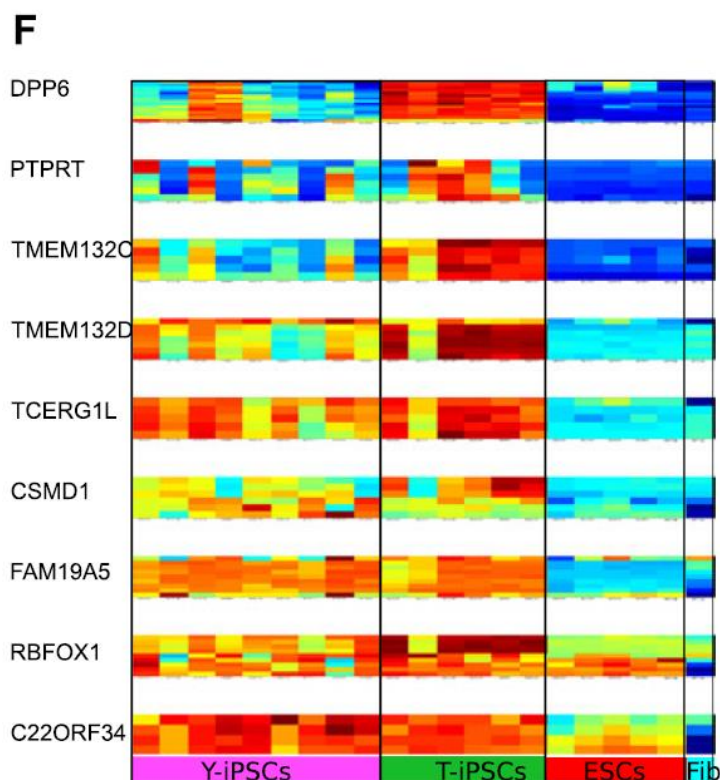 F
DPP6
PTPRT
TMEM132C
TMEM132D
TCERG1L
CSMD1
FAM19A5
RBFOX1
C22ORF34
Y-iPSCs T-iPSCs ESCs Fib